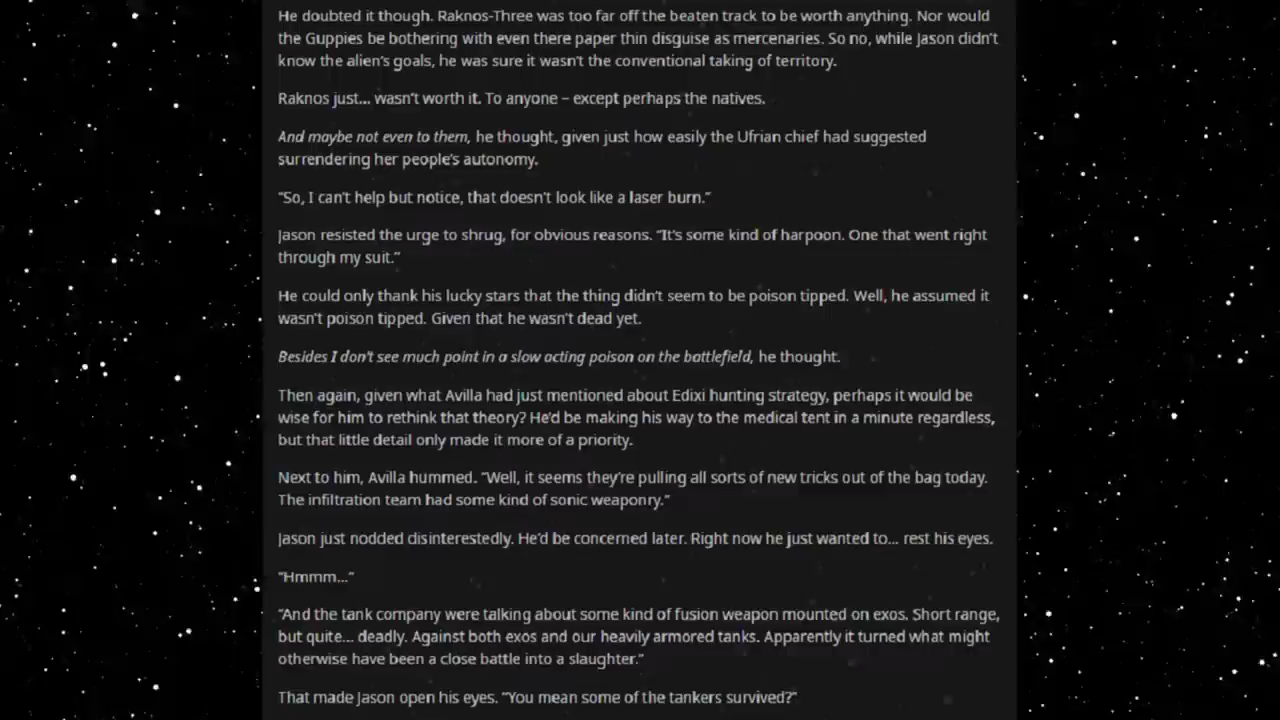 He doubted it though. Raknos-Three was too far off the beaten track to be worth anything. Nor would
the Guppies be bothering with even there paper thin disguise as mercenaries. So no, while Jason didn’t
know the alien’s goals, he was sure it wasn’t the conventional taking of territory.
Raknos just... wasn’t worth it. To anyone – except perhaps the natives.
And maybe not even to them, he thought, given just how easily the Ufrian chief had suggested
surrendering her people’s autonomy.
“So, I can’t help but notice, that doesn’t look like a laser burn.”
Jason resisted the urge to shrug, for obvious reasons. “It’s some kind of harpoon. One that went right
through my suit.”
He could only thank his lucky stars that the thing didn’t seem to be poison tipped. Well, he assumed it
wasn’t poison tipped. Given that he wasn’t dead yet.
Besides I don’t see much point in a slow acting poison on the battlefield, he thought.
Then again, given what Avilla had just mentioned about Edixi hunting strategy, perhaps it would be
wise for him to rethink that theory? He’d be making his way to the medical tent in a minute regardless,
but that little detail only made it more of a priority.
Next to him, Avilla hummed. “Well, it seems they’re pulling all sorts of new tricks out of the bag today.
The infiltration team had some kind of sonic weaponry.”
Jason just nodded disinterestedly. He’d be concerned later. Right now he just wanted to... rest his eyes.
“Hmmm...”
“And the tank company were talking about some kind of fusion weapon mounted on exos. Short range,
but quite... deadly. Against both exos and our heavily armored tanks. Apparently it turned what might
otherwise have been a close battle into a slaughter.”
That made Jason open his eyes. “You mean some of the tankers survived?”